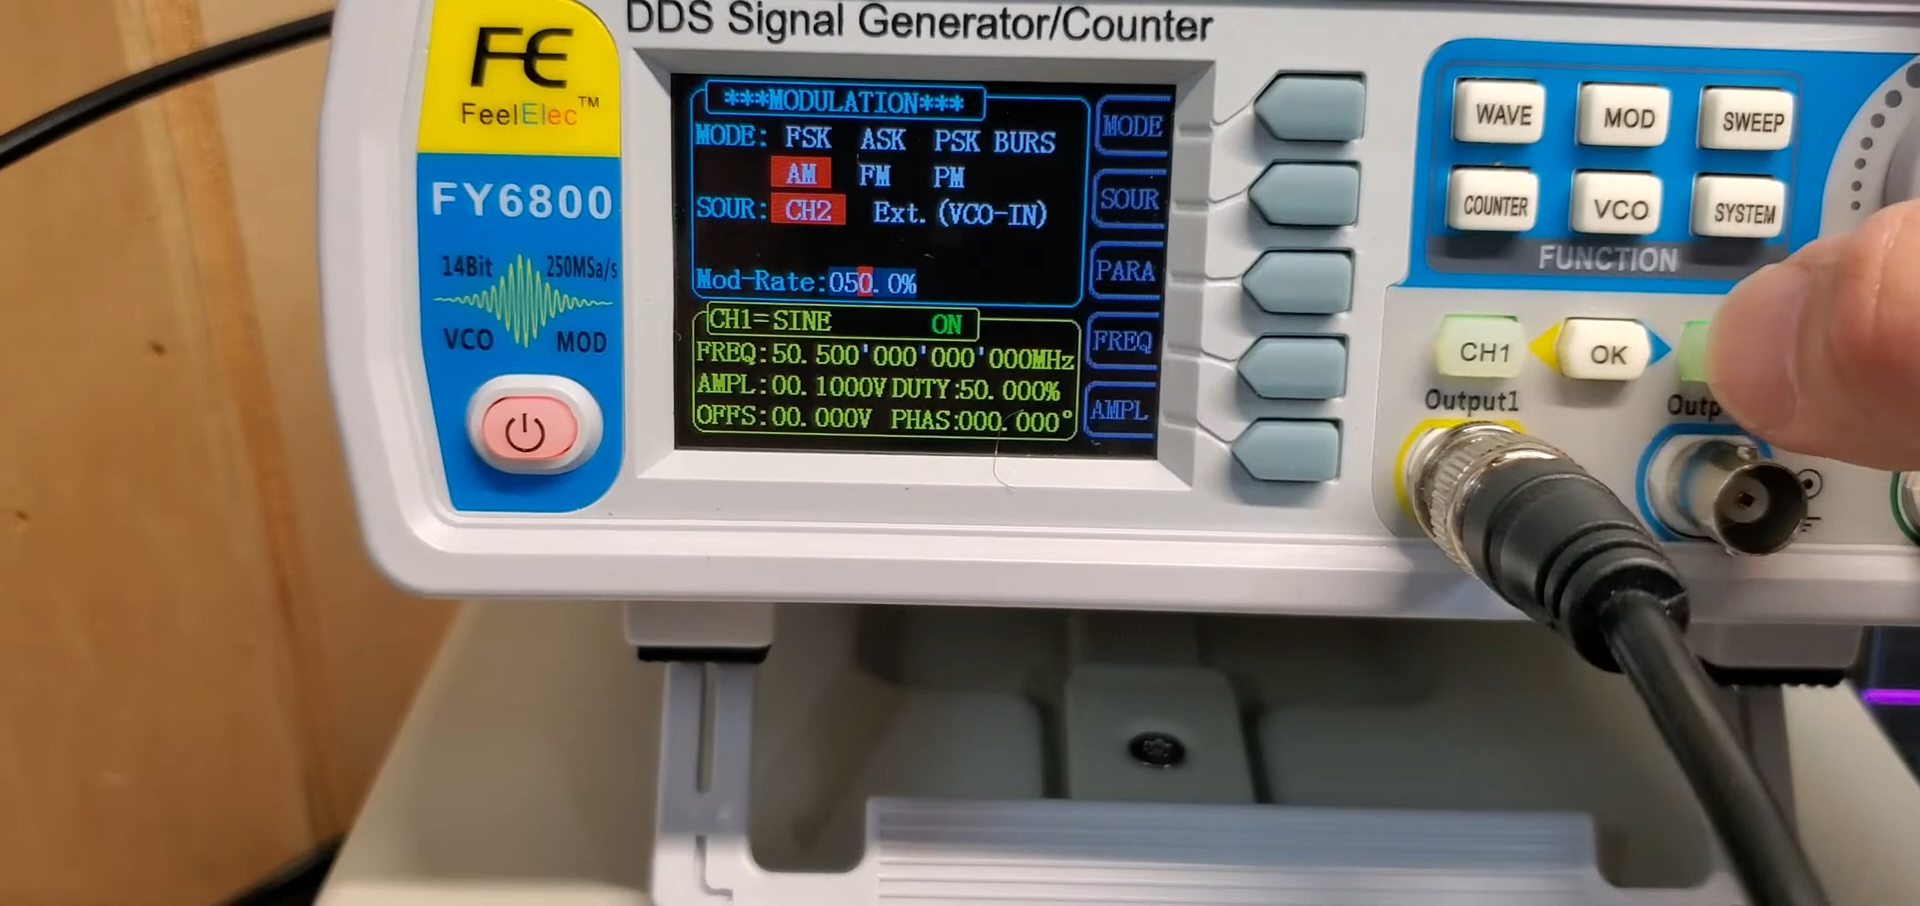 DDS Signal Generator/Counter
FE
FeelElec™
FY6800
14Bit 250MSa/s
VCO MOD
***MODULATION***
MODE: FSK ASK PSK BURS
AM FM PM
SOUR: CH2 Ext. (VCO-IN)
Mod-Rate:050.0%
CH1=SINE ON
FREQ:50.500'000'000'000MHz
AMPL:00.1000V DUTY:50.000%
OFFS:00.000V PHAS:000.000°
MODE
SOUR
PARA
FREQ
AMPL
WAVE MOD SWEEP
COUNTER VCO SYSTEM
FUNCTION
CH1 OK
Output1